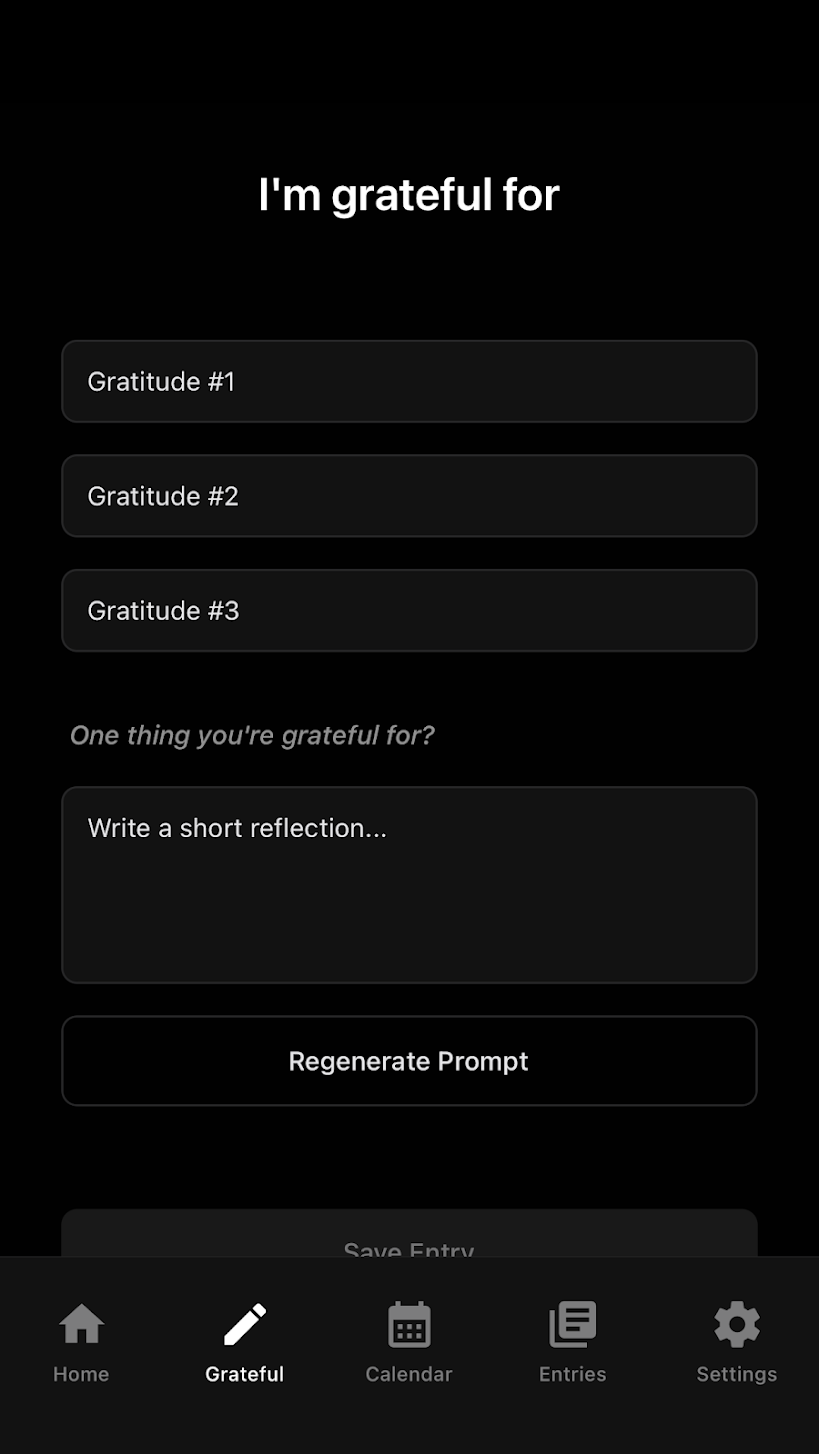 I'm grateful for
Gratitude #1
Gratitude #2
Gratitude #3
One thing you're grateful for?
Write a short reflection...
Regenerate Prompt
Save Entry
Home
Grateful
Calendar
Entries
Settings